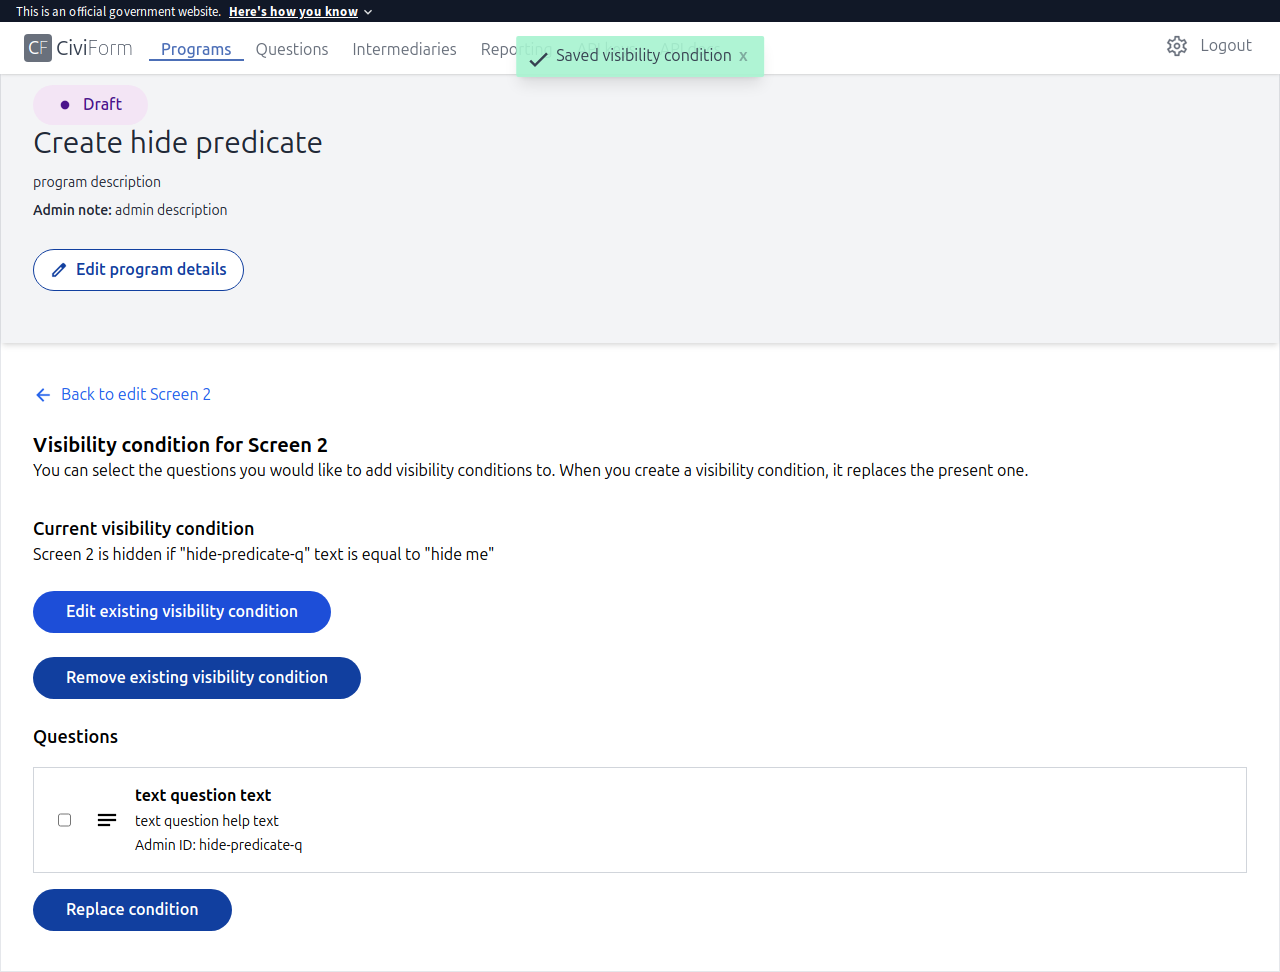 This is an official government website. Here's how you know
CF CiviForm Programs Questions Intermediaries Reporting Logout
Saved visibility condition x
Draft
Create hide predicate
program description
Admin note: admin description
Edit program details
Back to edit Screen 2
Visibility condition for Screen 2
You can select the questions you would like to add visibility conditions to. When you create a visibility condition, it replaces the present one.
Current visibility condition
Screen 2 is hidden if "hide-predicate-q" text is equal to "hide me"
Edit existing visibility condition
Remove existing visibility condition
Questions
text question text
text question help text
Admin ID: hide-predicate-q
Replace condition